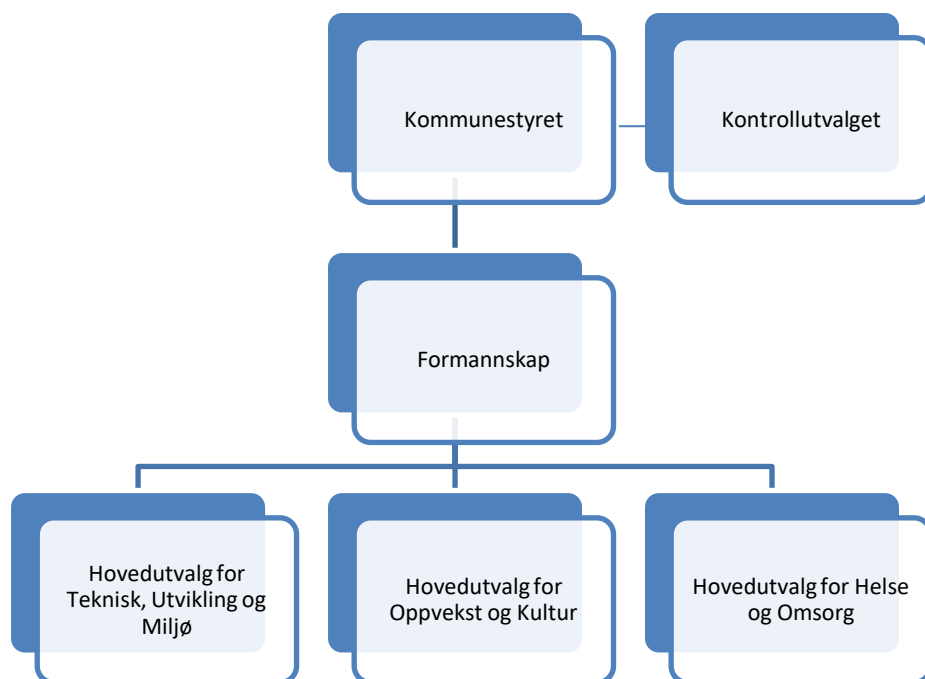 Kommunestyret
Kontrollutvalget
Formannskap
Hovedutvalg for
Teknisk, Utvikling og
Miljø
Hovedutvalg for
Oppvekst og Kultur
Hovedutvalg for Helse
og Omsorg